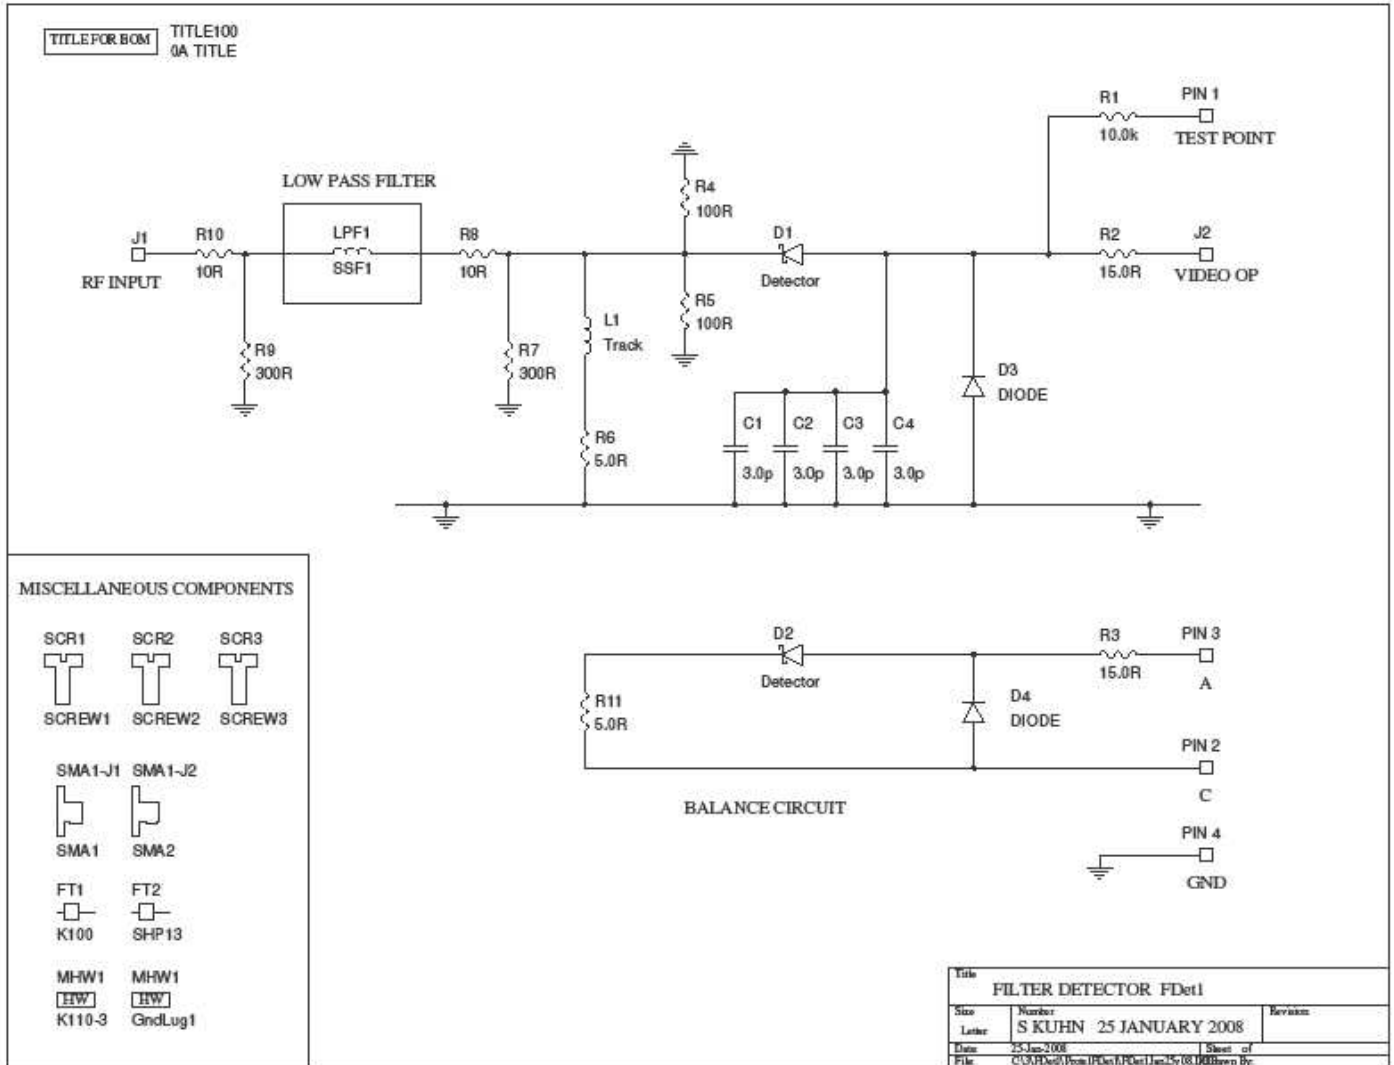 TITLE FOR BOM
TITLE100
0A TITLE
R1
PIN 1
10.0k
TEST POINT
LOW PASS FILTER
R4
100R
J1
R10
LPF1
R8
D1
R2
J2
10R
SSF1
10R
RF INPUT
Detector
15.0R
VIDEO OP
R5
100R
L1
Track
R9
300R
R7
300R
D3
DIODE
C1
C2
C3
C4
R6
5.0R
3.0p
3.0p
3.0p
3.0p
MISCELLANEOUS COMPONENTS
SCR1
SCR2
SCR3
SCREW1
SCREW2
SCREW3
SMA1-J1
SMA1-J2
SMA1
SMA2
FT1
FT2
K100
SHP13
MHW1
MHW1
HW
HW
K110-3
GndLug1
D2
R3
PIN 3
Detector
15.0R
A
R11
5.0R
D4
DIODE
PIN 2
C
BALANCE CIRCUIT
PIN 4
GND
Title
FILTER DETECTOR FDet1
Size
Number
Revision
Letter
S KUHN 25 JANUARY 2008
Date
25-Jan-2008
Sheet of
File